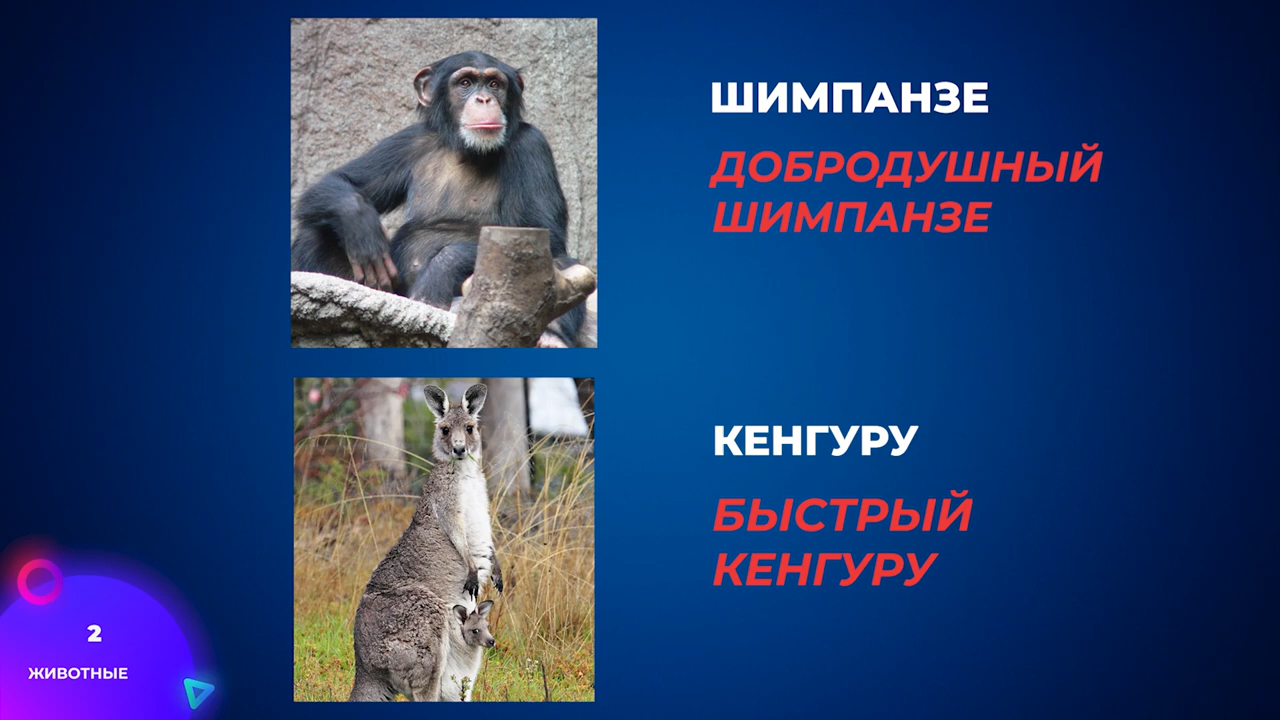 ШИМПАНЗЕ
ДОБРОДУШНЫЙ
ШИМПАНЗЕ
КЕНГУРУ
БЫСТРЫЙ
КЕНГУРУ
2
ЖИВОТНЫЕ